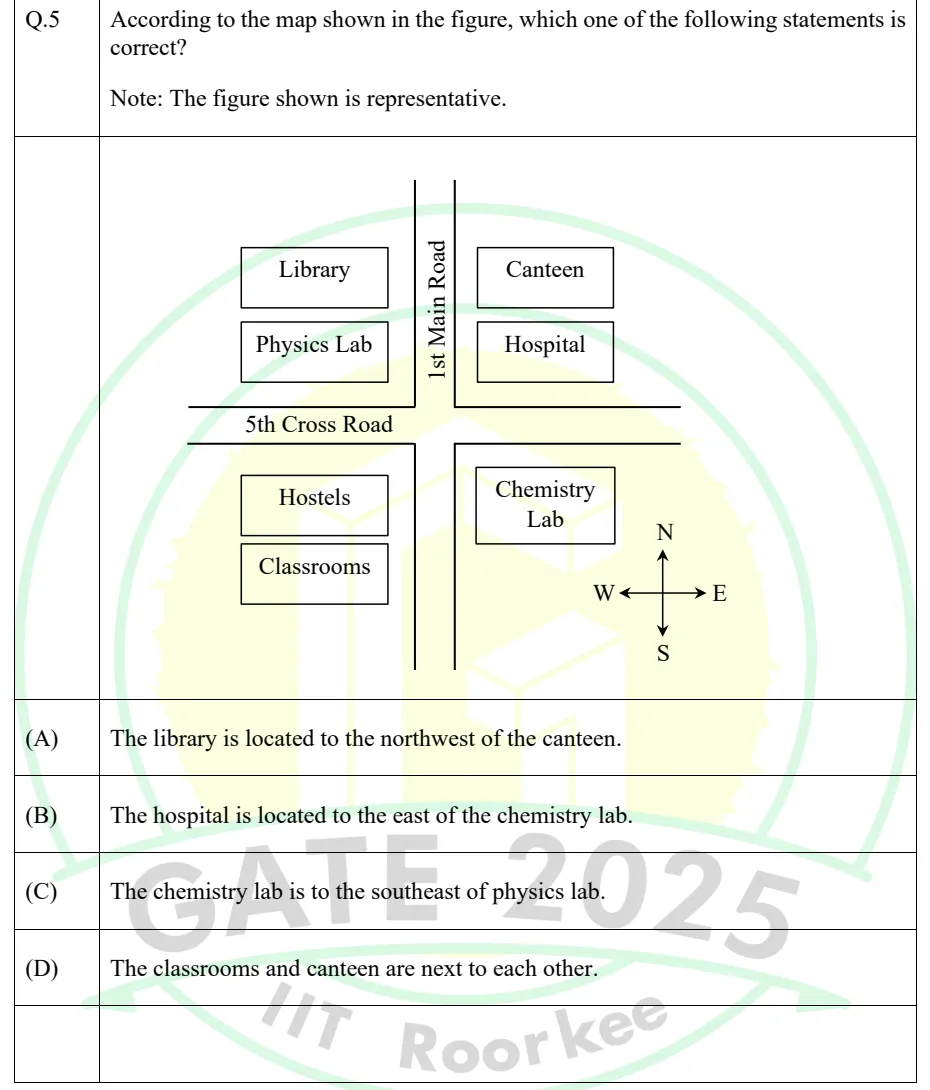 Q.5
According to the map shown in the figure, which one of the following statements is
correct?
Note: The figure shown is representative.
Library
Canteen
1st Main Road
Physics Lab
Hospital
5th Cross Road
Hostels
Chemistry
Lab
Classrooms
N
W
E
S
(A)
The library is located to the northwest of the canteen.
(B)
The hospital is located to the east of the chemistry lab.
(C)
The chemistry lab is to the southeast of physics lab.
(D)
The classrooms and canteen are next to each other.
GATE 2025
IIT Roorkee